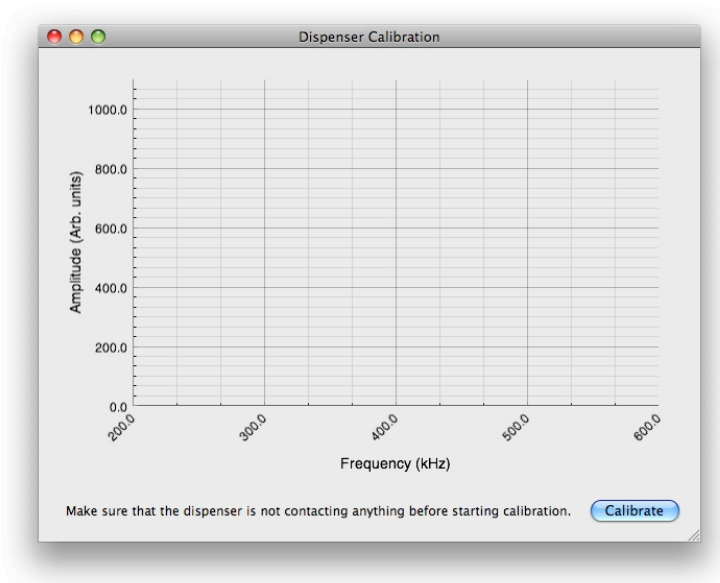 Dispenser Calibration
1000.0
800.0
600.0
400.0
200.0
0.0
Amplitude (Arb. units)
200.0 300.0 400.0 500.0 600.0
Frequency (kHz)
Make sure that the dispenser is not contacting anything before starting calibration. Calibrate